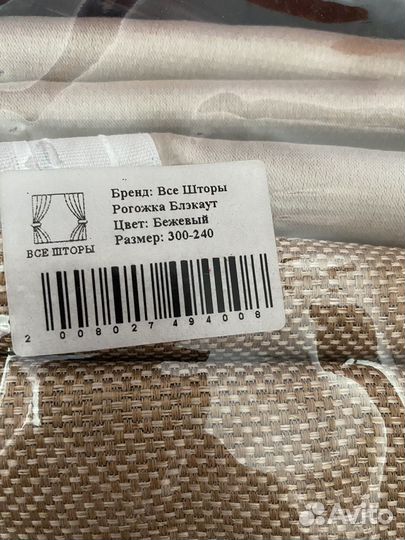 Бренд: Все Шторы
Рогожка Блэкаут
Цвет: Бежевый
Размер: 300-240
ВСЕ ШТОРЫ
2 008027 494008
Avito